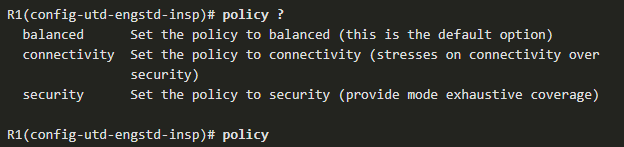 R1(config-utd-engstd-insp)# policy ?
balanced Set the policy to balanced (this is the default option)
connectivity Set the policy to connectivity (stresses on connectivity over
security)
security Set the policy to security (provide mode exhaustive coverage)
R1(config-utd-engstd-insp)# policy